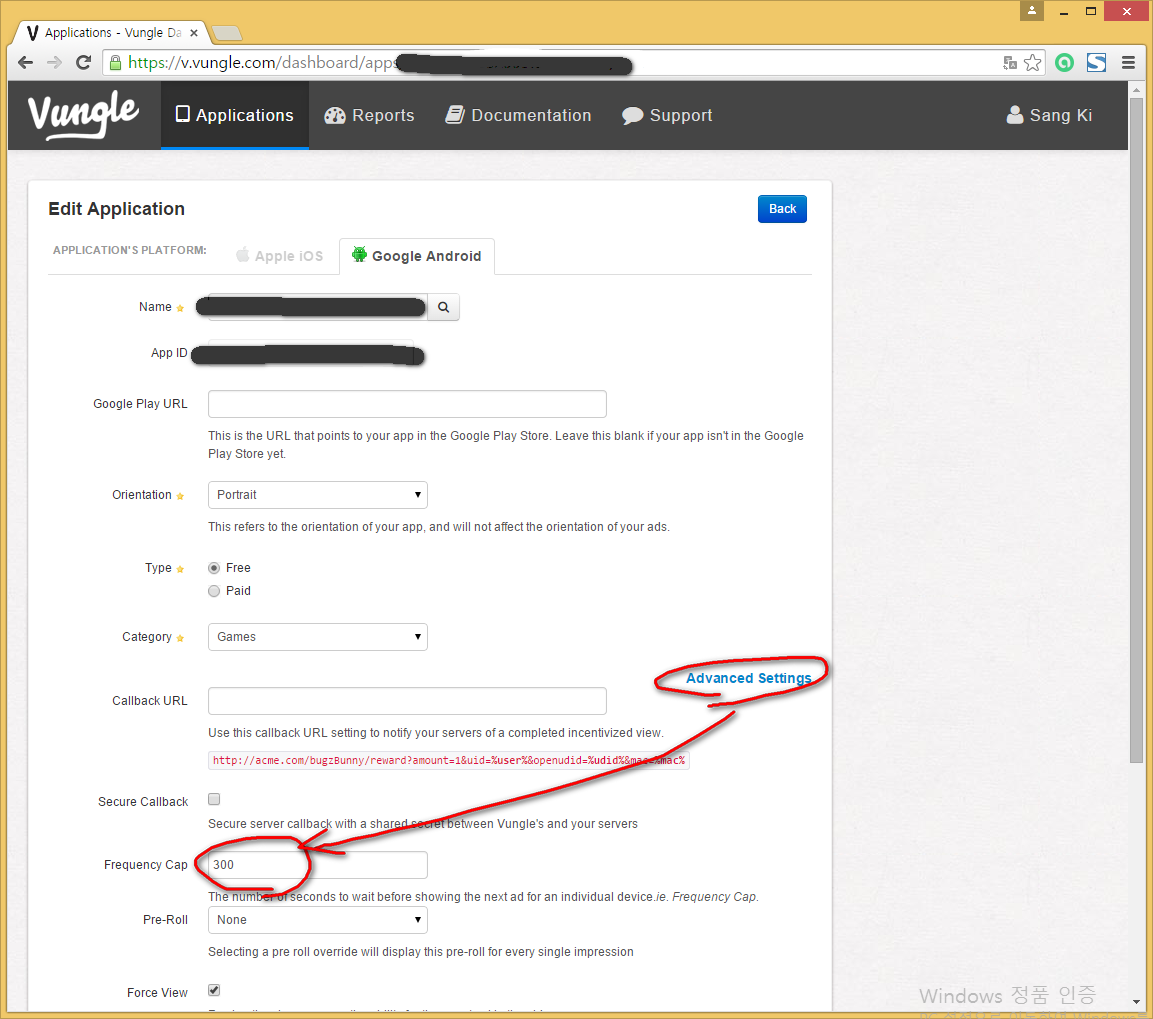 Applications - Vungle Da
https://v.vungle.com/dashboard/apps
Vungle
Applications
Reports
Documentation
Support
Sang Ki
Edit Application
Back
APPLICATION'S PLATFORM:
Apple iOS
Google Android
Name
App ID
Google Play URL
This is the URL that points to your app in the Google Play Store. Leave this blank if your app isn't in the Google
Play Store yet.
Orientation
Portrait
This refers to the orientation of your app, and will not affect the orientation of your ads.
Type
Free
Paid
Category
Games
Advanced Settings
Callback URL
Use this callback URL setting to notify your servers of a completed incentivized view.
http://acme.com/bugzBunny/reward?amount=1&uid=%user%&openudid=%udid%&mac=%mac%
Secure Callback
Secure server callback with a shared secret between Vungle's and your servers
Frequency Cap
300
The number of seconds to wait before showing the next ad for an individual device.ie. Frequency Cap.
Pre-Roll
None
Selecting a pre roll override will display this pre-roll for every single impression
Force View
Windows 정품 인증